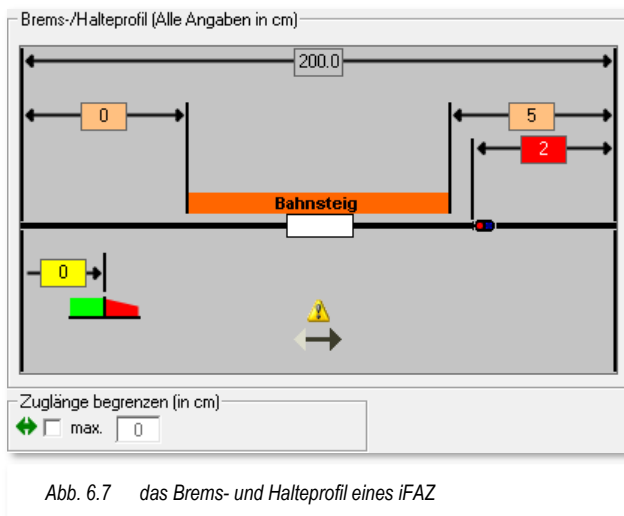 Brems-/Halteprofil (Alle Angaben in cm)
200.0
0 5
2
Bahnsteig
0
Zuglänge begrenzen (in cm)
max. 0
Abb. 6.7 das Brems- und Halteprofil eines iFAZ